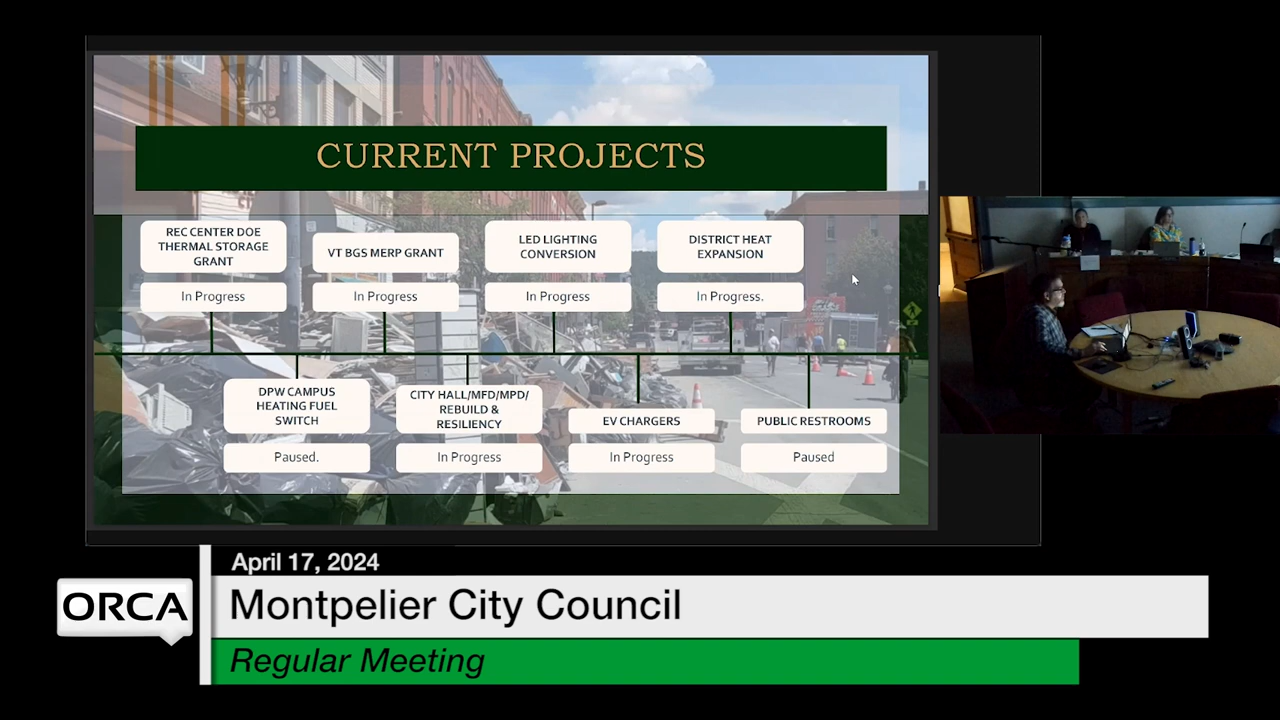 CURRENT PROJECTS
REC CENTER DOE
THERMAL STORAGE
GRANT
In Progress
VT BGS MERP GRANT
In Progress
LED LIGHTING
CONVERSION
In Progress
DISTRICT HEAT
EXPANSION
In Progress.
DPW CAMPUS
HEATING FUEL
SWITCH
Paused.
CITY HALL/MFD/MPD/
REBUILD &
RESILIENCY
In Progress
EV CHARGERS
In Progress
PUBLIC RESTROOMS
Paused
April 17, 2024
ORCA
Montpelier City Council
Regular Meeting